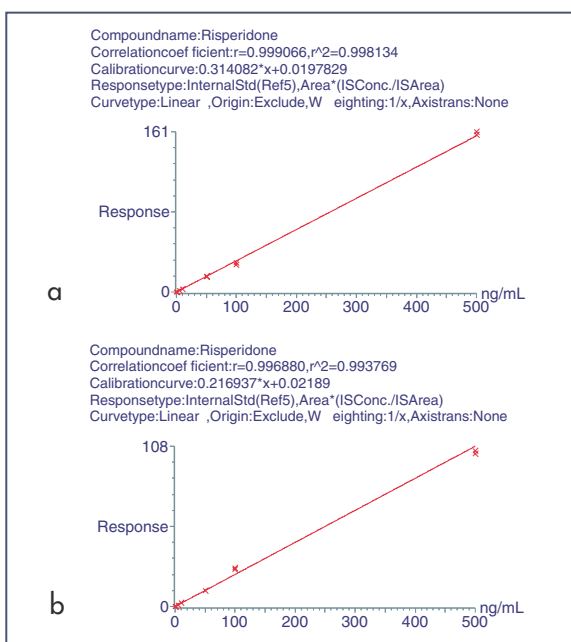 Compoundname:Risperidone
Correlationcoef ficient:r=0.999066,r^2=0.998134
Calibrationcurve:0.314082*x+0.0197829
Responsetype:InternalStd(Ref5),Area*(ISConc./ISArea)
Curvetype:Linear ,Origin:Exclude,W eighting:1/x,Axistrans:None
161
Response
0
0 100 200 300 400 500 ng/mL
a
Compoundname:Risperidone
Correlationcoef ficient:r=0.996880,r^2=0.993769
Calibrationcurve:0.216937*x+0.02189
Responsetype:InternalStd(Ref5),Area*(ISConc./ISArea)
Curvetype:Linear ,Origin:Exclude,W eighting:1/x,Axistrans:None
108
Response
0
0 100 200 300 400 500 ng/mL
b